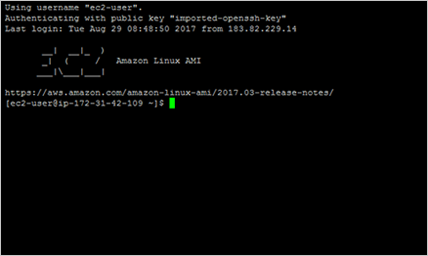 Using username "ec2-user".
Authenticating with public key "imported-openssh-key"
Last login: Tue Aug 29 08:48:50 2017 from 183.82.229.14
__|  __|_  )
_|  (     /   Amazon Linux AMI
___|\___|___|
https://aws.amazon.com/amazon-linux-ami/2017.03-release-notes/
[ec2-user@ip-172-31-42-109 ~]$